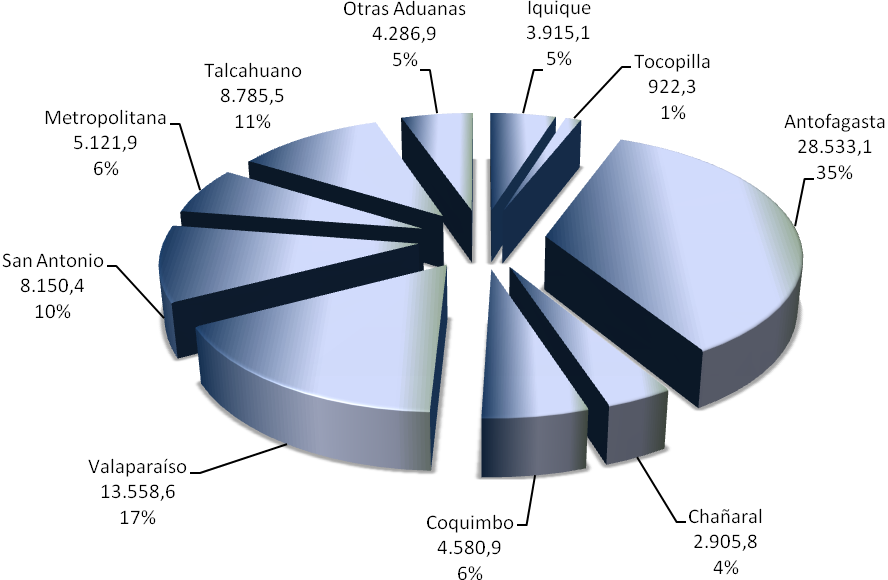 Otras Aduanas
4.286,9
5%
Iquique
3.915,1
5%
Tocopilla
922,3
1%
Antofagasta
28.533,1
35%
Chañaral
2.905,8
4%
Coquimbo
4.580,9
6%
Valparaíso
13.558,6
17%
San Antonio
8.150,4
10%
Metropolitana
5.121,9
6%
Talcahuano
8.785,5
11%